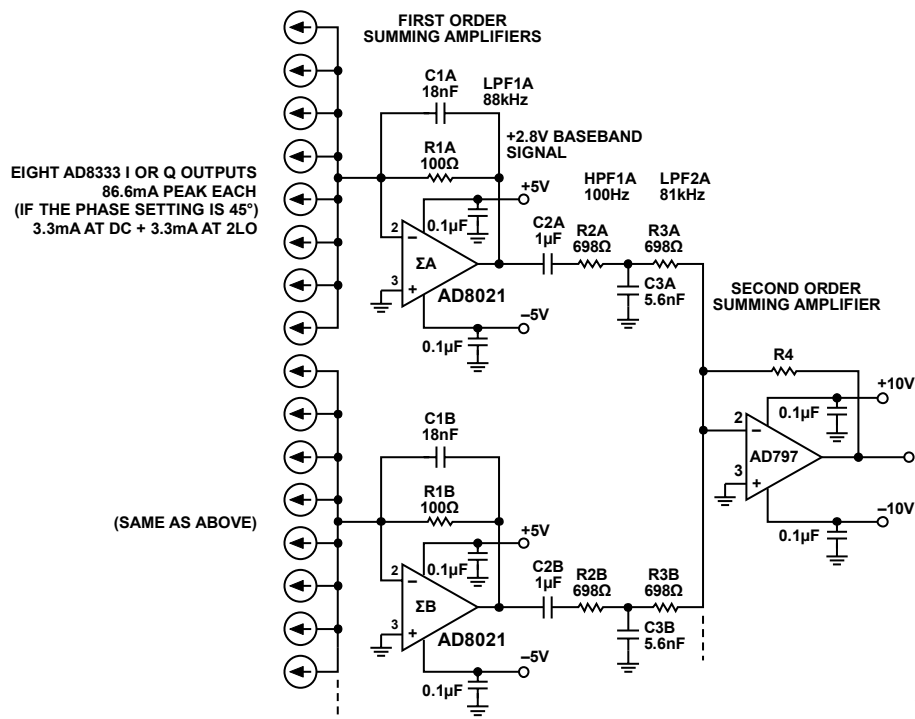 FIRST ORDER
SUMMING AMPLIFIERS
C1A
18nF
LPF1A
88kHz
R1A
100Ω
+2.8V BASEBAND
SIGNAL
EIGHT AD8333 I OR Q OUTPUTS
86.6mA PEAK EACH
(IF THE PHASE SETTING IS 45°)
3.3mA AT DC + 3.3mA AT 2LO
+5V
0.1µF
HPF1A
100Hz
LPF2A
81kHz
2
–
ΣA
3
+
AD8021
C2A
1µF
R2A
698Ω
R3A
698Ω
C3A
5.6nF
–5V
0.1µF
SECOND ORDER
SUMMING AMPLIFIER
R4
+10V
0.1µF
2
–
AD797
3
+
–10V
0.1µF
C1B
18nF
R1B
100Ω
(SAME AS ABOVE)
+5V
0.1µF
2
–
ΣB
3
+
AD8021
C2B
1µF
R2B
698Ω
R3B
698Ω
C3B
5.6nF
–5V
0.1µF